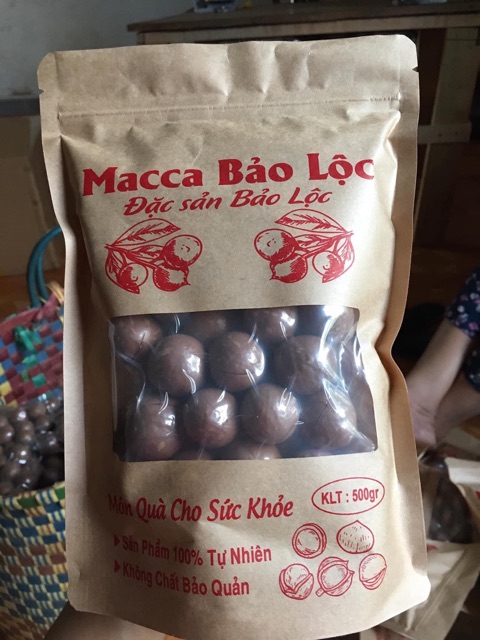 Macca Bảo Lộc
Đặc sản Bảo Lộc
Món Quà Cho Sức Khỏe
KLT : 500gr
Sản Phẩm 100% Tự Nhiên
Không Chất Bảo Quản